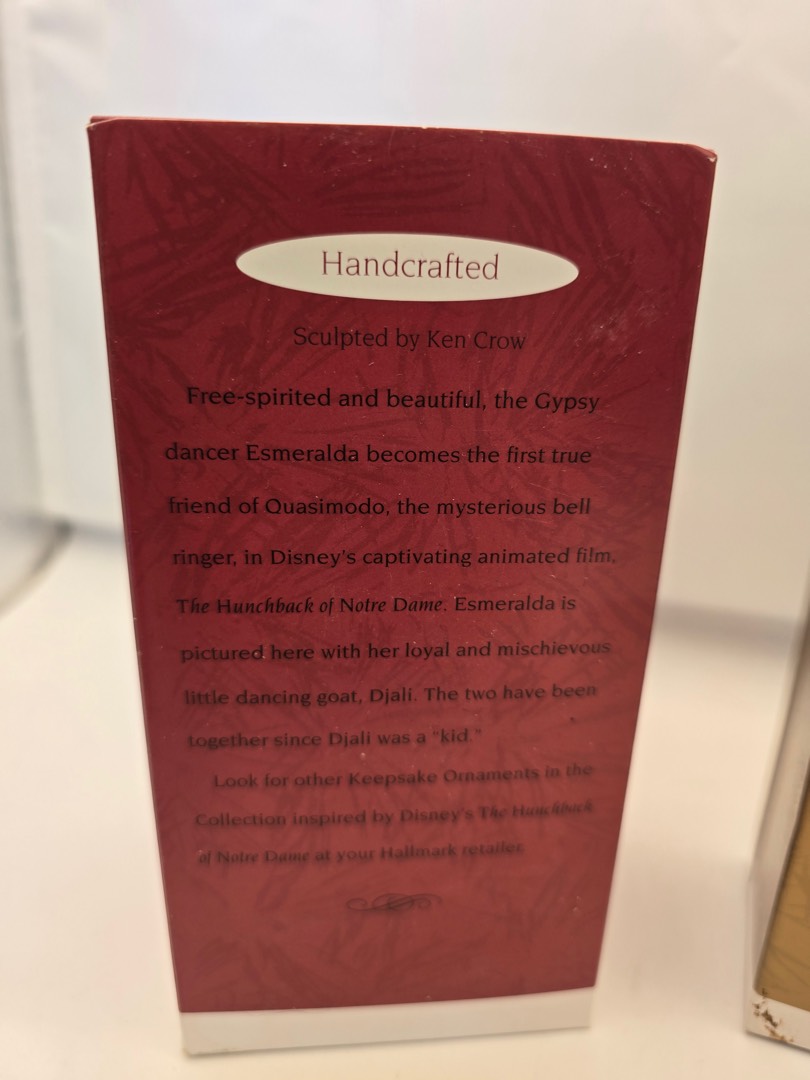 Handcrafted
Sculpted by Ken Crow
Free-spirited and beautiful, the Gypsy
dancer Esmeralda becomes the first true
friend of Quasimodo, the mysterious bell
ringer, in Disney's captivating animated film,
The Hunchback of Notre Dame. Esmeralda is
pictured here with her loyal and mischievous
little dancing goat, Djali. The two have been
together since Djali was a "kid."
Look for other Keepsake Ornaments in the
Collection inspired by Disney's The Hunchback
of Notre Dame at your Hallmark retailer.